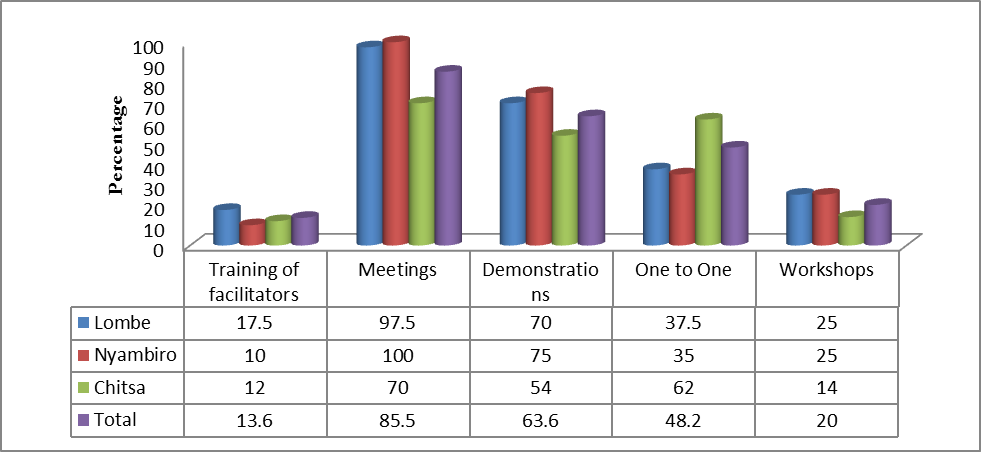 Percentage
100
90
80
70
60
50
40
30
20
10
0
Training of
facilitators
Meetings
Demonstratio
ns
One to One
Workshops
Lombe 17.5 97.5 70 37.5 25
Nyambiro 10 100 75 35 25
Chitsa 12 70 54 62 14
Total 13.6 85.5 63.6 48.2 20